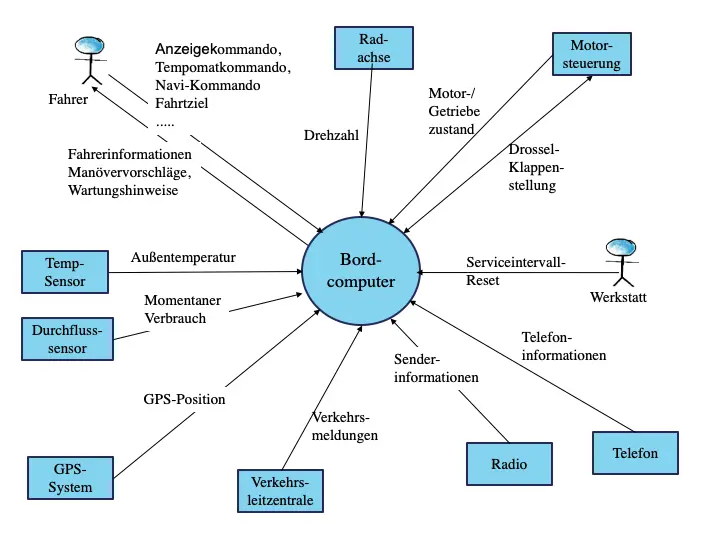 Anzeigekommando,
Tempomatkommando,
Navi-Kommando
Fahrtziel
.....
Fahrer
Fahrerinformationen
Manövervorschläge,
Wartungshinweise
Rad-
achse
Drehzahl
Motor-
steuerung
Motor-/
Getriebe
zustand
Drossel-
Klappen-
stellung
Bord-
computer
Temp-
Sensor
Außentemperatur
Serviceintervall-
Reset
Werkstatt
Durchfluss-
sensor
Momentaner
Verbrauch
Telefon-
informationen
Sender-
informationen
GPS-Position
Verkehrs-
meldungen
GPS-
System
Verkehrs-
leitzentrale
Radio
Telefon